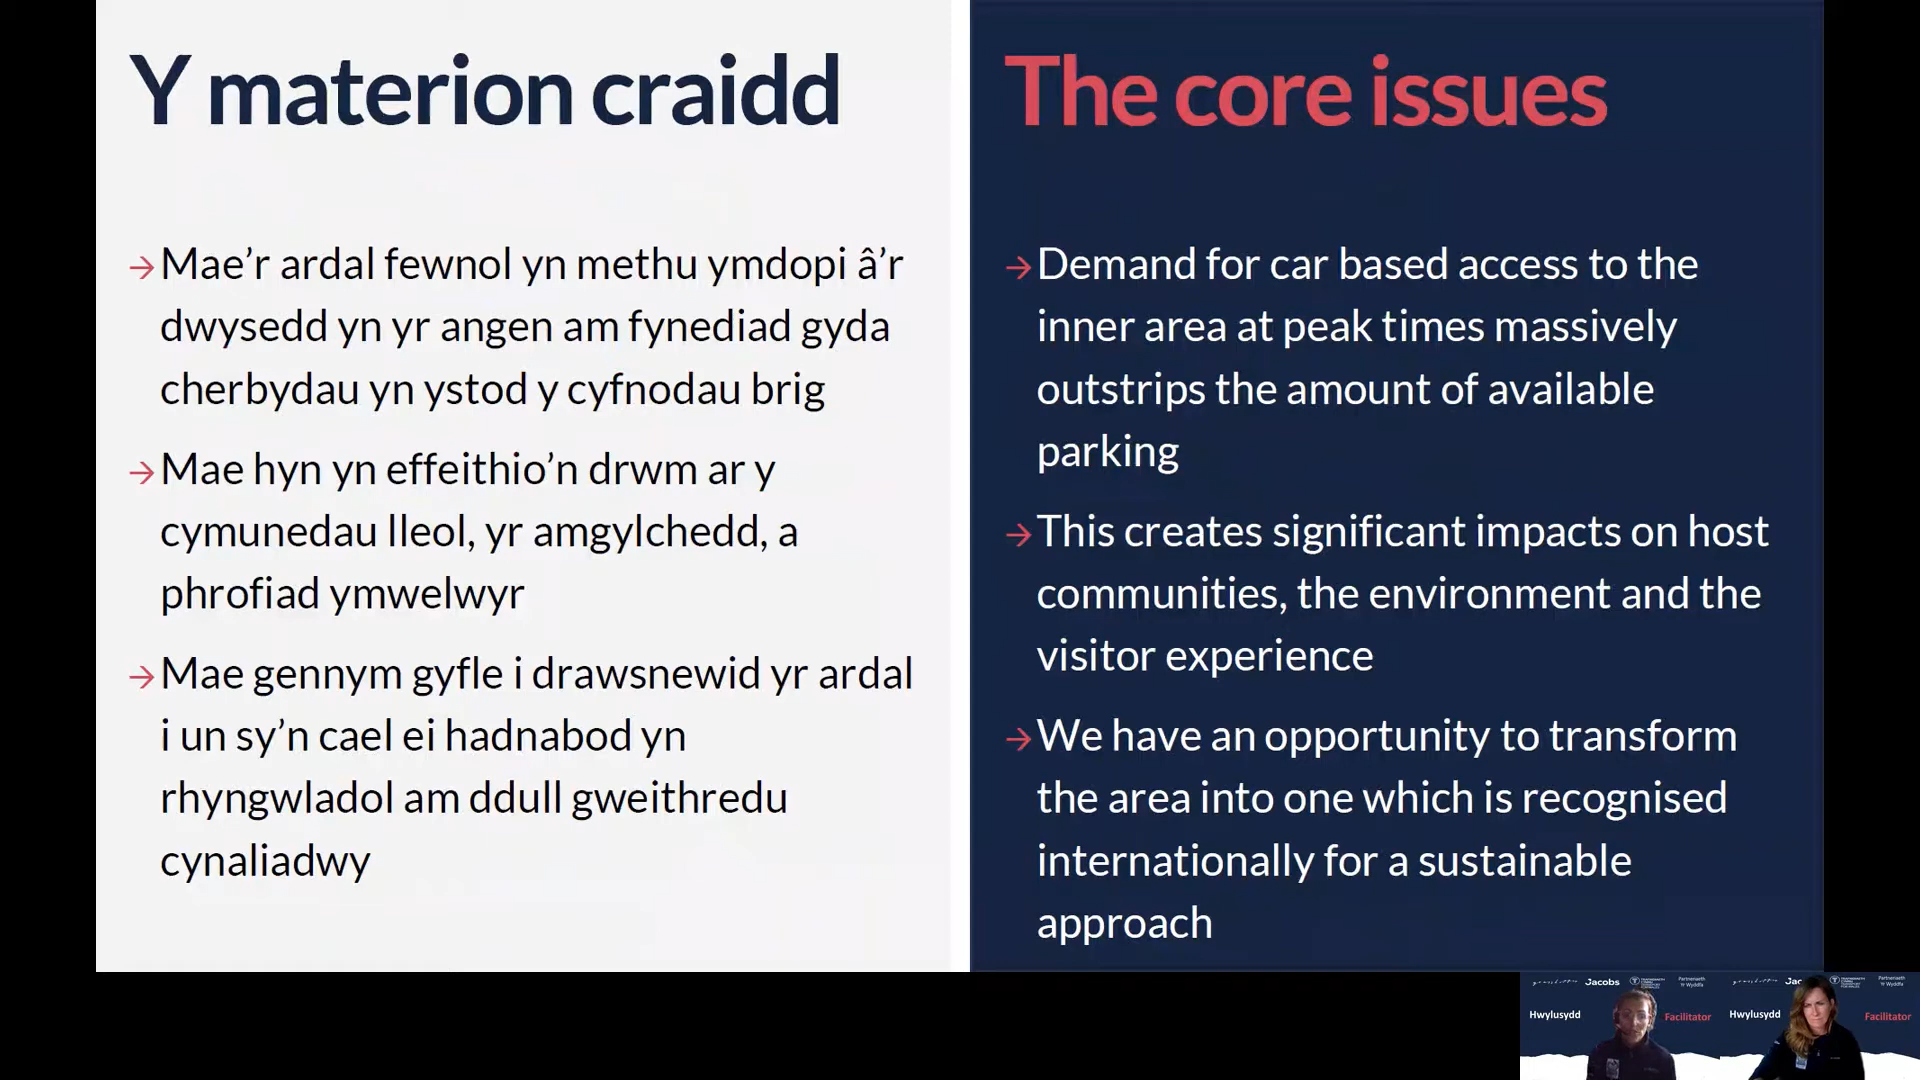 Y materion craidd
→Mae’r ardal fewnol yn methu ymdopi â’r
dwysedd yn yr angen am fynediad gyda
cherbydau yn ystod y cyfnodau brig
→Mae hyn yn effeithio’n drwm ar y
cymunedau lleol, yr amgylchedd, a
phrofiad ymwelwyr
→Mae gennym gyfle i drawsnewid yr ardal
i un sy’n cael ei hadnabod yn
rhyngwladol am ddull gweithredu
cynaliadwy
The core issues
→Demand for car based access to the
inner area at peak times massively
outstrips the amount of available
parking
→This creates significant impacts on host
communities, the environment and the
visitor experience
→We have an opportunity to transform
the area into one which is recognised
internationally for a sustainable
approach
Jacobs
Partneriaeth
Yr Wyddfa
Hwylusydd
Facilitator
Jac
Partneriaeth
Yr Wyddfa
Hwylusydd
Facilitator